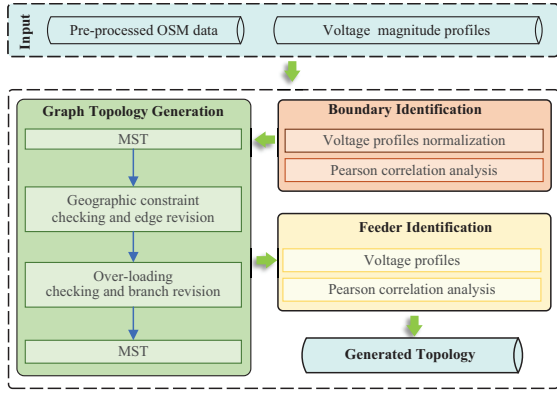 Input
Pre-processed OSM data
Voltage magnitude profiles
Graph Topology Generation
MST
Geographic constraint
checking and edge revision
Over-loading
checking and branch revision
MST
Boundary Identification
Voltage profiles normalization
Pearson correlation analysis
Feeder Identification
Voltage profiles
Pearson correlation analysis
Generated Topology